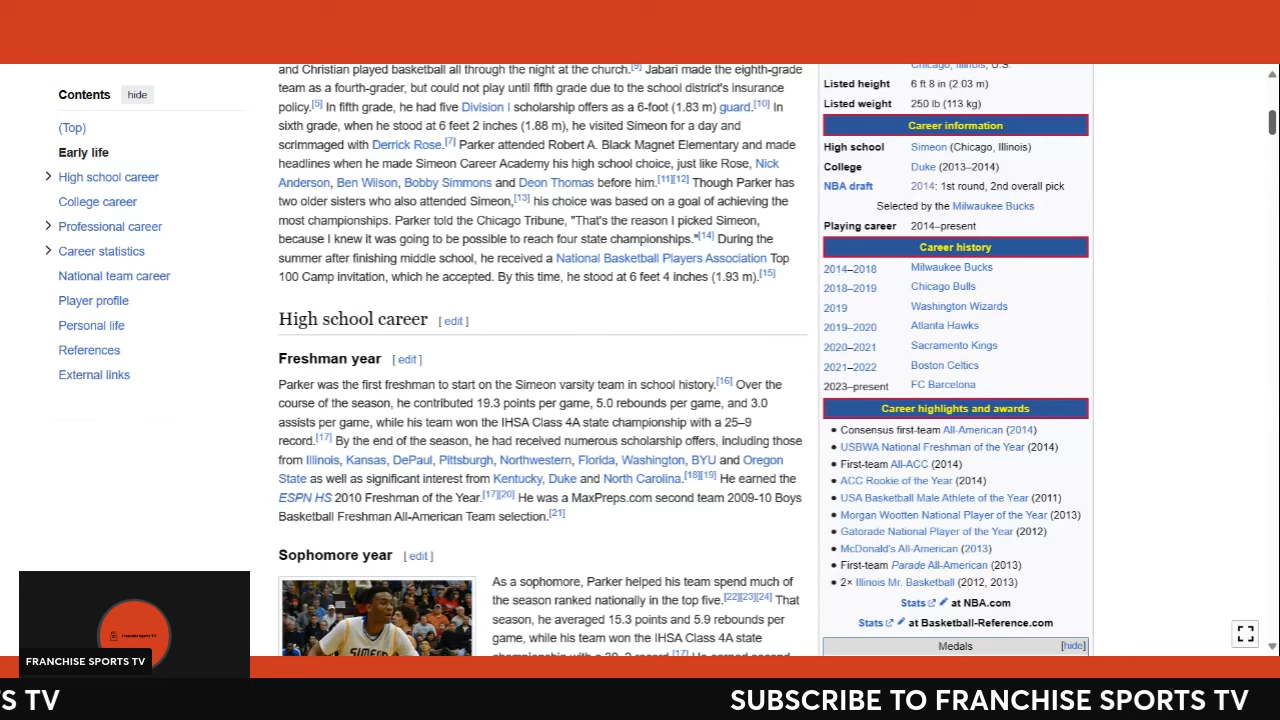 Contents hide
(Top)
Early life
High school career
College career
Professional career
Career statistics
National team career
Player profile
Personal life
References
External links
and Christian played basketball all through the night at the church.[9] Jabari made the eighth-grade
team as a fourth-grader, but could not play until fifth grade due to the school district's insurance
policy.[5] In fifth grade, he had five Division I scholarship offers as a 6-foot (1.83 m) guard.[10] In
sixth grade, when he stood at 6 feet 2 inches (1.88 m), he visited Simeon for a day and
scrimmaged with Derrick Rose.[7] Parker attended Robert A. Black Magnet Elementary and made
headlines when he made Simeon Career Academy his high school choice, just like Rose, Nick
Anderson, Ben Wilson, Bobby Simmons and Deon Thomas before him.[11][12] Though Parker has
two older sisters who also attended Simeon,[13] his choice was based on a goal of achieving the
most championships. Parker told the Chicago Tribune, "That's the reason I picked Simeon,
because I knew it was going to be possible to reach four state championships."[14] During the
summer after finishing middle school, he received a National Basketball Players Association Top
100 Camp invitation, which he accepted. By this time, he stood at 6 feet 4 inches (1.93 m).[15]
High school career [ edit ]
Freshman year [ edit ]
Parker was the first freshman to start on the Simeon varsity team in school history.[16] Over the
course of the season, he contributed 19.3 points per game, 5.0 rebounds per game, and 3.0
assists per game, while his team won the IHSA Class 4A state championship with a 25–9
record.[17] By the end of the season, he had received numerous scholarship offers, including those
from Illinois, Kansas, DePaul, Pittsburgh, Northwestern, Florida, Washington, BYU and Oregon
State as well as significant interest from Kentucky, Duke and North Carolina.[18][19] He earned the
ESPN HS 2010 Freshman of the Year.[17][20] He was a MaxPreps.com second team 2009-10 Boys
Basketball Freshman All-American Team selection.[21]
Sophomore year [ edit ]
As a sophomore, Parker helped his team spend much of
the season ranked nationally in the top five.[22][23][24] That
season, he averaged 15.3 points and 5.9 rebounds per
game, while his team won the IHSA Class 4A state
SIMEON
Chicago, Illinois, U.S.
Listed height 6 ft 8 in (2.03 m)
Listed weight 250 lb (113 kg)
Career information
High school Simeon (Chicago, Illinois)
College Duke (2013–2014)
NBA draft 2014: 1st round, 2nd overall pick
Selected by the Milwaukee Bucks
Playing career 2014–present
Career history
2014–2018 Milwaukee Bucks
2018–2019 Chicago Bulls
2019 Washington Wizards
2019–2020 Atlanta Hawks
2020–2021 Sacramento Kings
2021–2022 Boston Celtics
2023–present FC Barcelona
Career highlights and awards
• Consensus first-team All-American (2014)
• USBWA National Freshman of the Year (2014)
• First-team All-ACC (2014)
• ACC Rookie of the Year (2014)
• USA Basketball Male Athlete of the Year (2011)
• Morgan Wootten National Player of the Year (2013)
• Gatorade National Player of the Year (2012)
• McDonald's All-American (2013)
• First-team Parade All-American (2013)
• 2× Illinois Mr. Basketball (2012, 2013)
Stats at NBA.com
Stats at Basketball-Reference.com
Medals [hide]
Franchise Sports TV
FRANCHISE SPORTS TV
S TV SUBSCRIBE TO FRANCHISE SPORTS TV